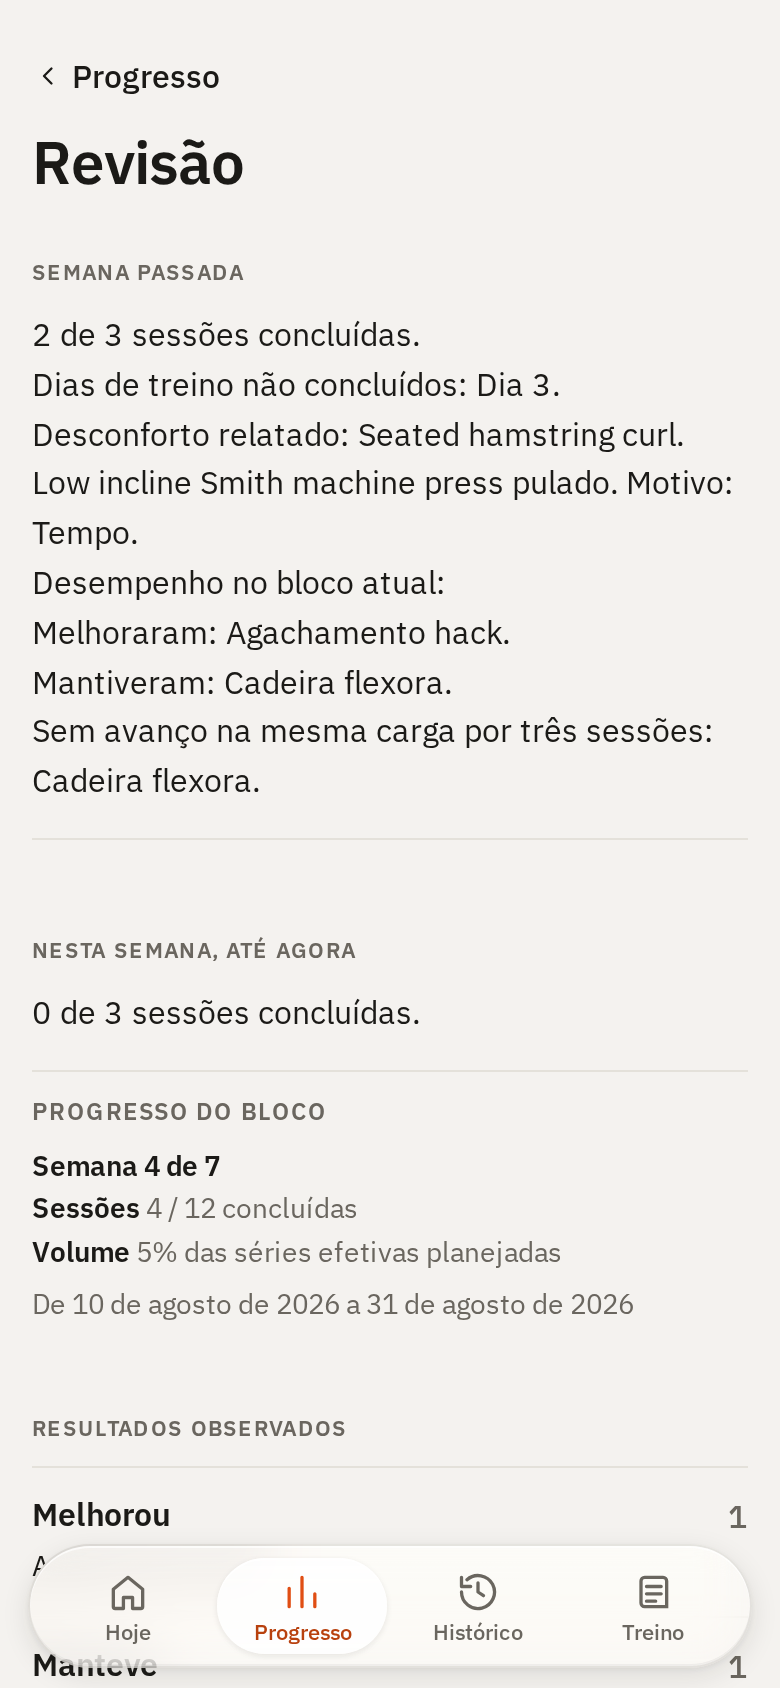 Progresso
Revisão
SEMANA PASSADA
2 de 3 sessões concluídas.
Dias de treino não concluídos: Dia 3.
Desconforto relatado: Seated hamstring curl.
Low incline Smith machine press pulado. Motivo:
Tempo.
Desempenho no bloco atual:
Melhoraram: Agachamento hack.
Mantiveram: Cadeira flexora.
Sem avanço na mesma carga por três sessões:
Cadeira flexora.
NESTA SEMANA, ATÉ AGORA
0 de 3 sessões concluídas.
PROGRESSO DO BLOCO
Semana 4 de 7
Sessões 4 / 12 concluídas
Volume 5% das séries efetivas planejadas
De 10 de agosto de 2026 a 31 de agosto de 2026
RESULTADOS OBSERVADOS
Melhorou 1
Hoje Progresso Histórico Treino
Manteve 1